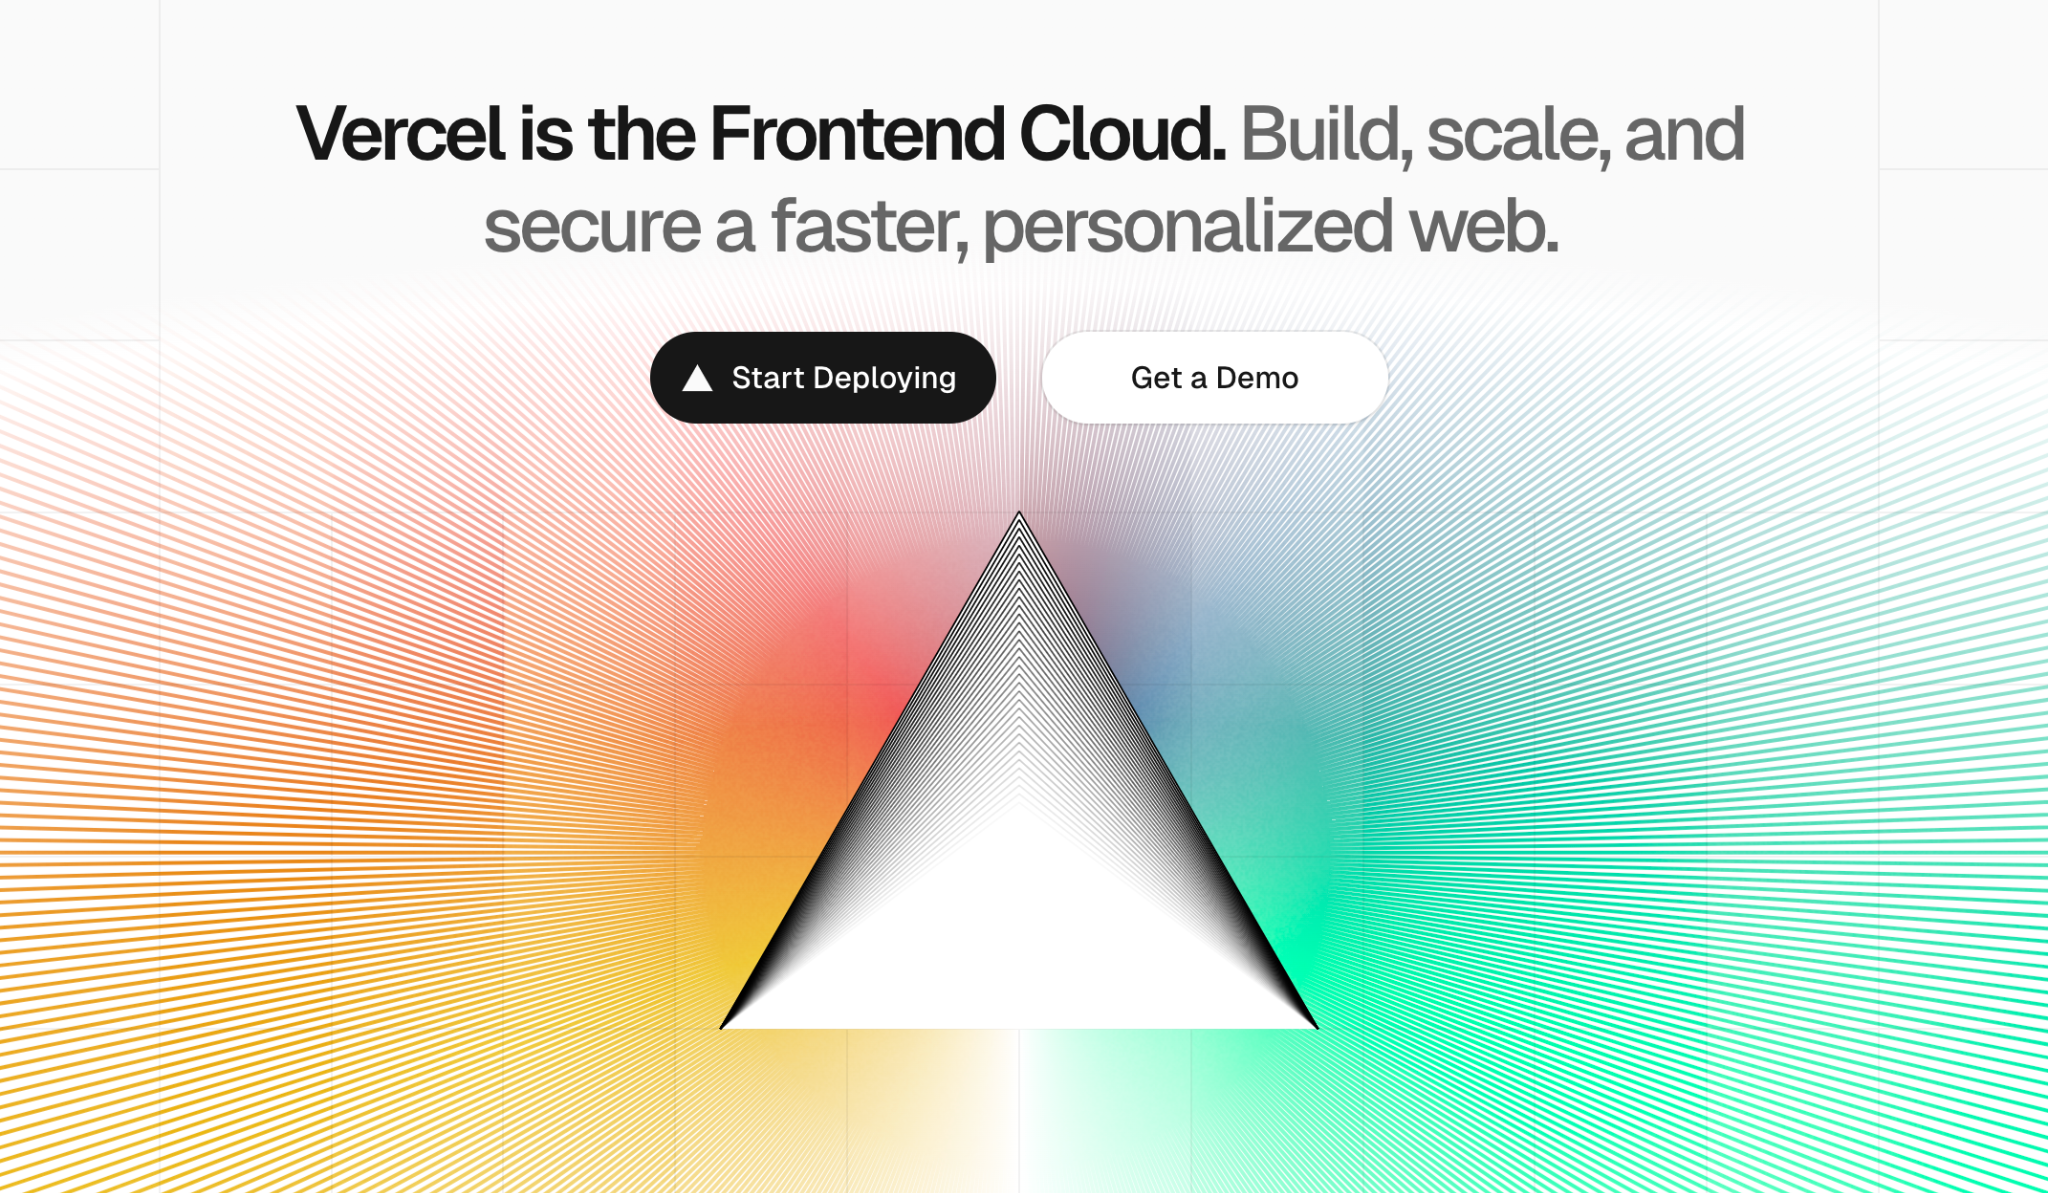 Vercel is the Frontend Cloud. Build, scale, and
secure a faster, personalized web.
Start Deploying
Get a Demo